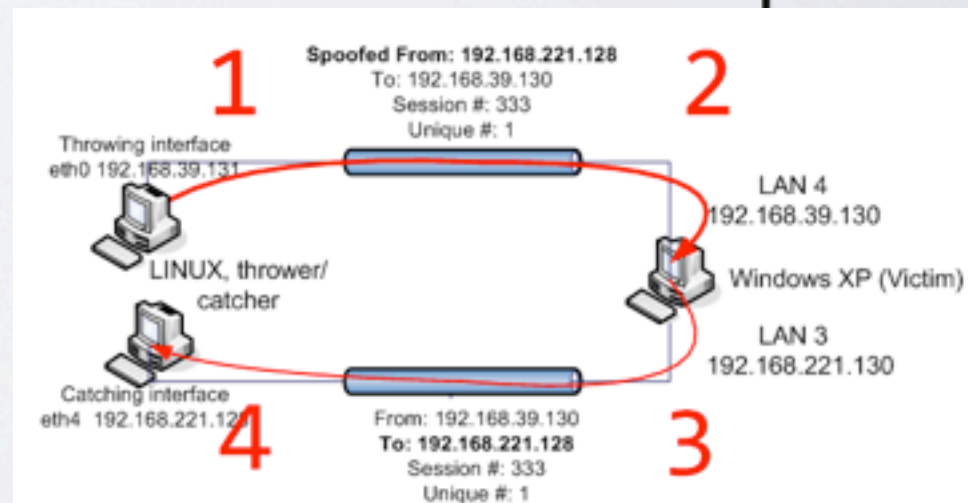 1
Spoofed From: 192.168.221.128
To: 192.168.39.130
Session #: 333
Unique #: 1
2
Throwing interface
eth0 192.168.39.131
LAN 4
192.168.39.130
LINUX, thrower/
catcher
Windows XP (Victim)
LAN 3
192.168.221.130
Catching interface
eth4 192.168.221.128
4
From: 192.168.39.130
To: 192.168.221.128
Session #: 333
Unique #: 1
3